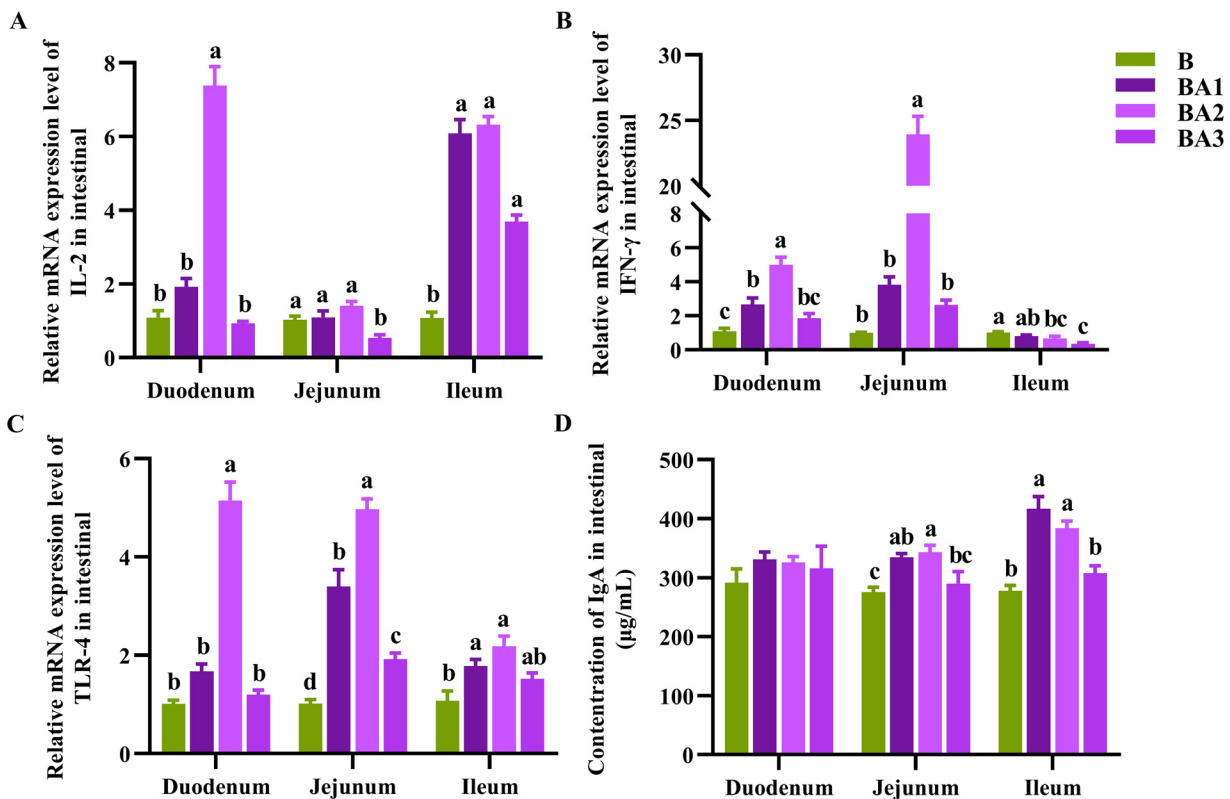 A
Relative mRNA expression level of
IL-2 in intestinal
8
6
4
2
0
b
b
a
b
a
a
a
b
b
a
a
a
Duodenum
Jejunum
Ileum
B
Relative mRNA expression level of
IFN-γ in intestinal
30
25
20
8
6
4
2
0
c
b
a
bc
b
b
a
b
a
ab
bc
c
Duodenum
Jejunum
Ileum
B
BA1
BA2
BA3
C
Relative mRNA expression level of
TLR-4 in intestinal
6
4
2
0
b
b
a
b
d
b
a
c
b
a
a
ab
Duodenum
Jejunum
Ileum
D
Contentration of IgA in intestinal
(μg/mL)
500
400
300
200
100
0
c
ab
a
bc
b
a
a
b
Duodenum
Jejunum
Ileum